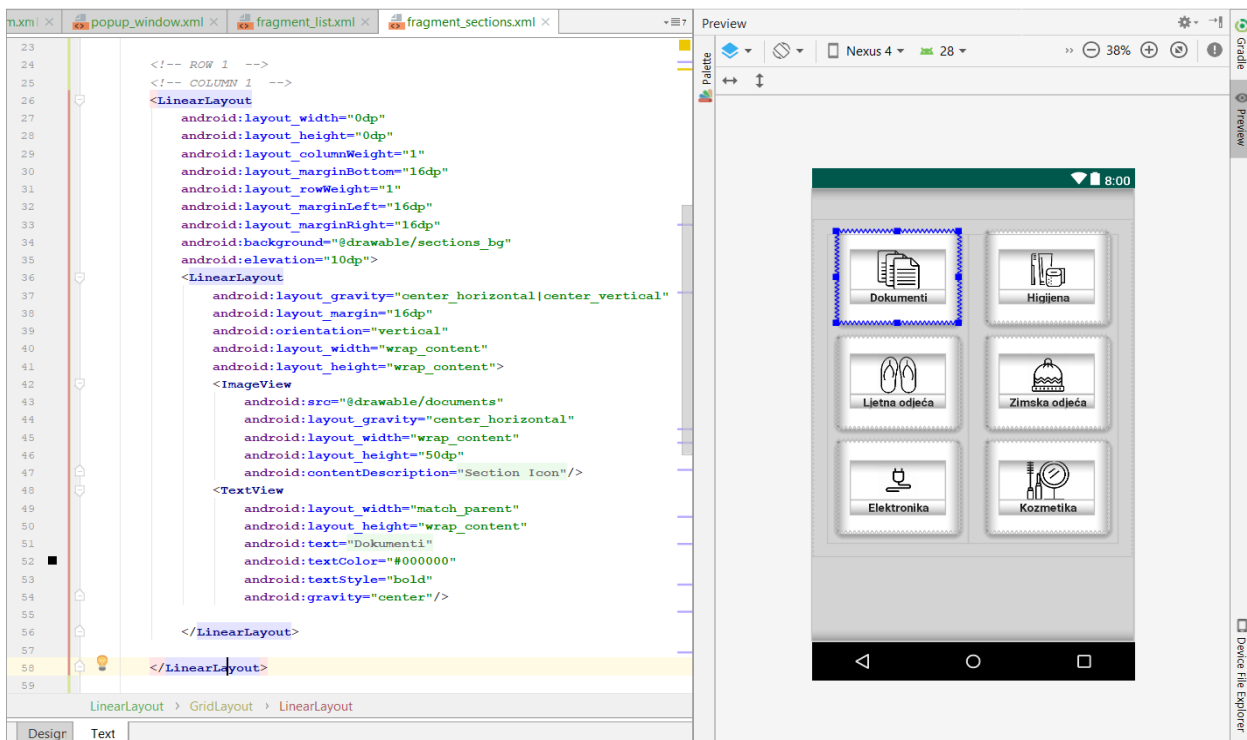 m.xml
popup_window.xml
fragment_list.xml
fragment_sections.xml
7
23
24 <!-- ROW 1 -->
25 <!-- COLUMN 1 -->
26 <LinearLayout
27 android:layout_width="0dp"
28 android:layout_height="0dp"
29 android:layout_columnWeight="1"
30 android:layout_marginBottom="16dp"
31 android:layout_rowWeight="1"
32 android:layout_marginLeft="16dp"
33 android:layout_marginRight="16dp"
34 android:background="@drawable/sections_bg"
35 android:elevation="10dp">
36 <LinearLayout
37 android:layout_gravity="center_horizontal|center_vertical"
38 android:layout_margin="16dp"
39 android:orientation="vertical"
40 android:layout_width="wrap_content"
41 android:layout_height="wrap_content">
42 <ImageView
43 android:src="@drawable/documents"
44 android:layout_gravity="center_horizontal"
45 android:layout_width="wrap_content"
46 android:layout_height="50dp"
47 android:contentDescription="Section Icon"/>
48 <TextView
49 android:layout_width="match_parent"
50 android:layout_height="wrap_content"
51 android:text="Dokumenti"
52 android:textColor="#000000"
53 android:textStyle="bold"
54 android:gravity="center"/>
55
56 </LinearLayout>
57
58 </LinearLayout>
59
LinearLayout > GridLayout > LinearLayout
Design Text
Preview
Palette
Nexus 4 28 >> 38%
8:00
Dokumenti Higijena
Ljetna odjeća Zimska odjeća
Elektronika Kozmetika
Gradle
Preview
Device File Explorer